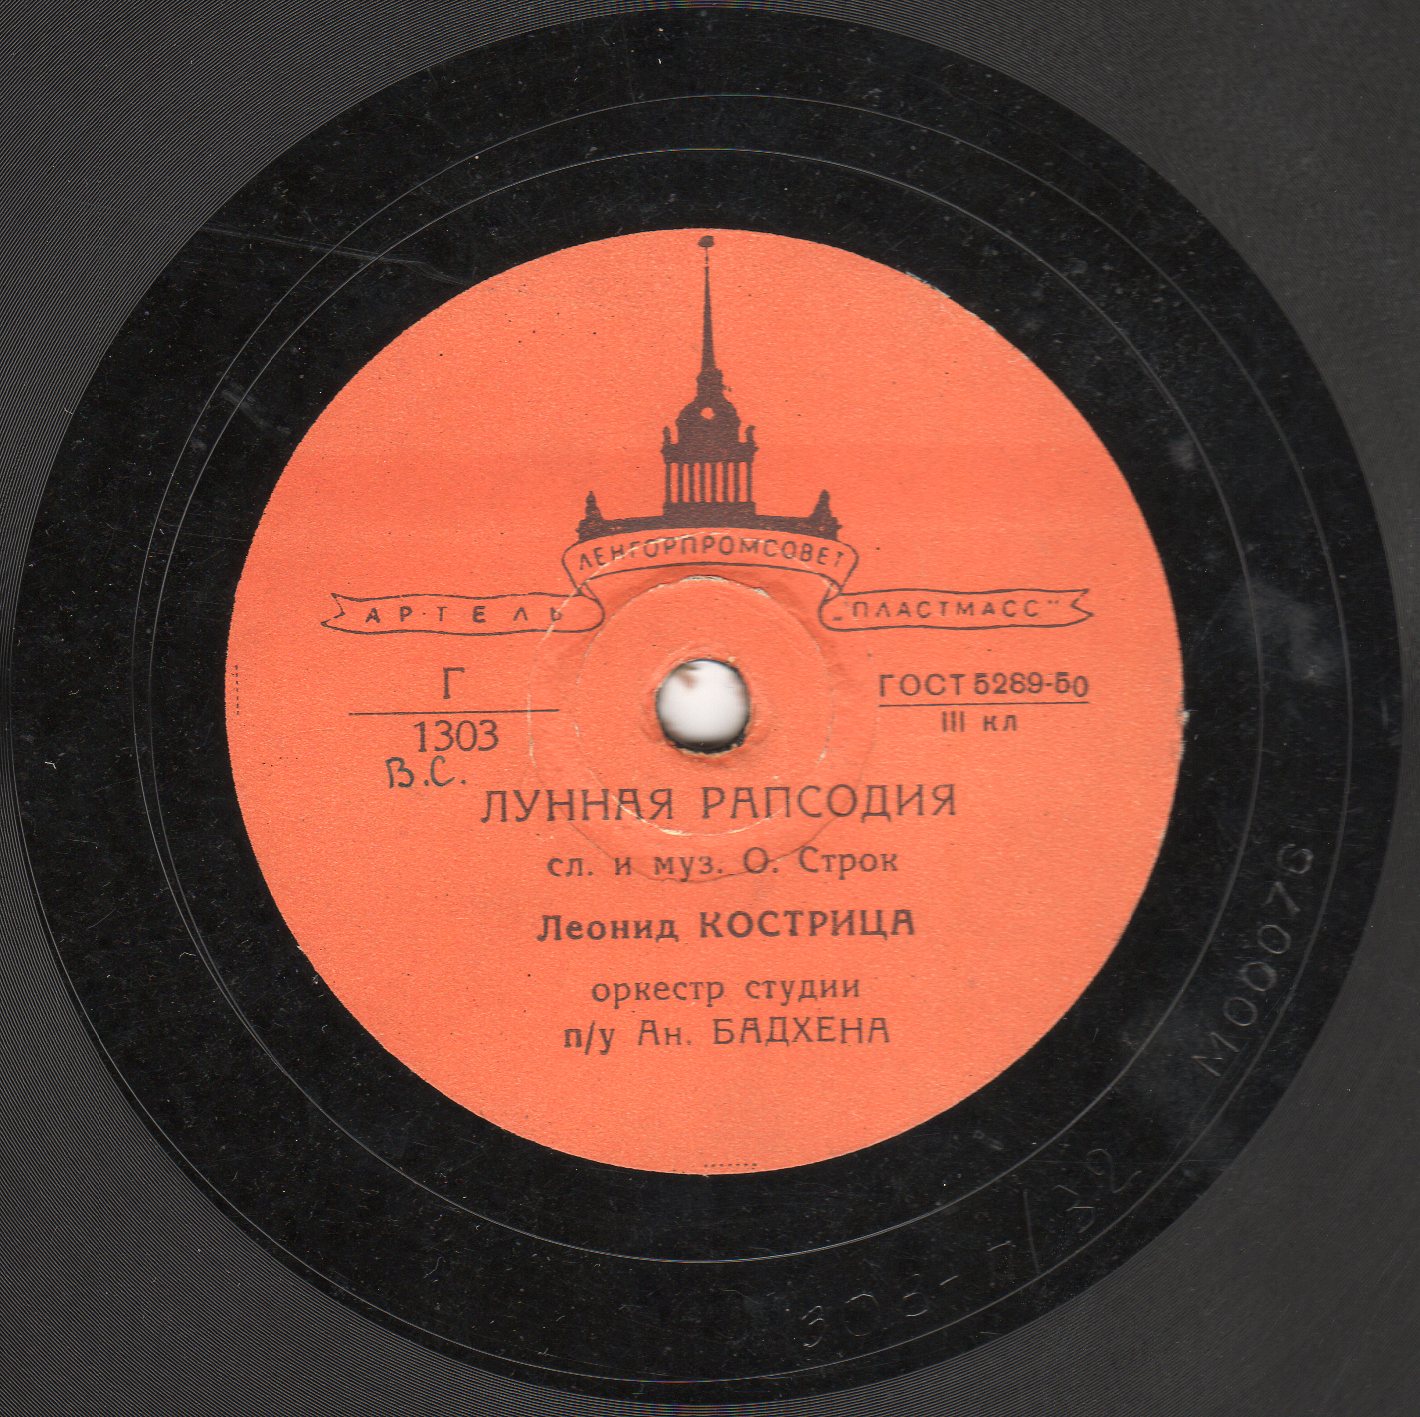 ЛЕНГОРПРОМСОВЕТ
АРТЕЛЬ „ПЛАСТМАСС"
Г
1303
В.С.
ГОСТ 5289-50
III кл
ЛУННАЯ РАПСОДИЯ
сл. и муз. О. Строк
Леонид КОСТРИЦА
оркестр студии
п/у Ан. БАДХЕНА
М00076